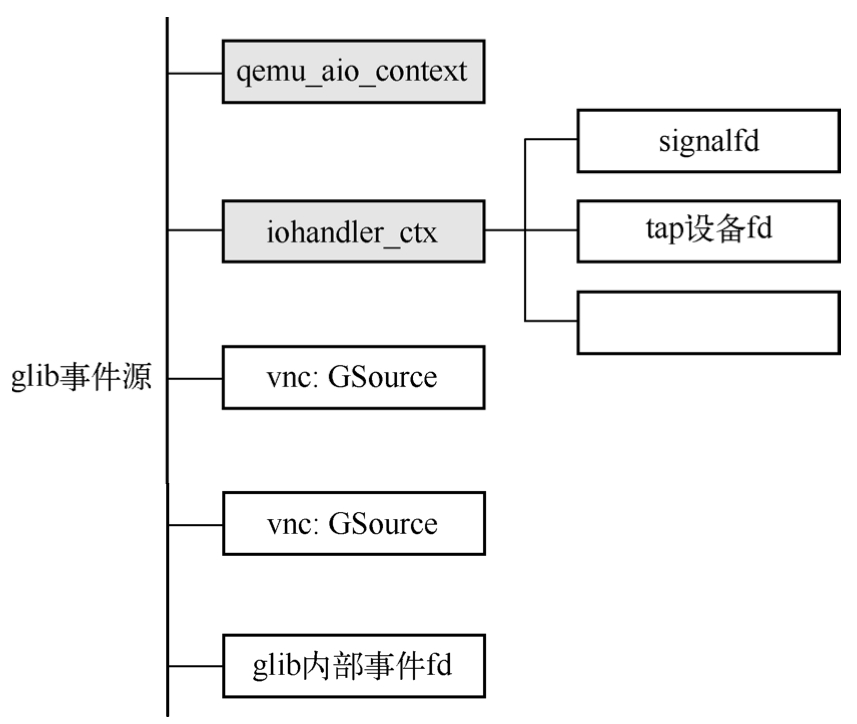 qemu_aio_context
signalfd
iohandler_ctx
tap设备fd
glib事件源
vnc: GSource
vnc: GSource
glib内部事件fd